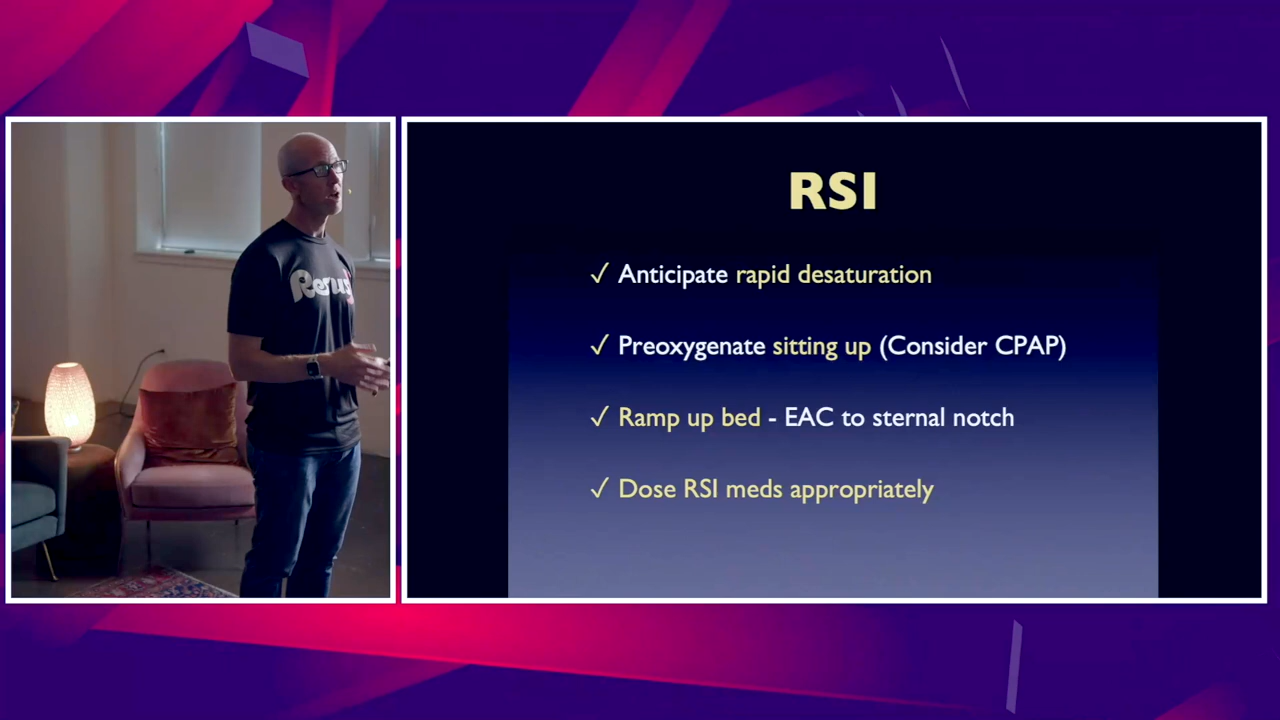 RSI
✓ Anticipate rapid desaturation
✓ Preoxygenate sitting up (Consider CPAP)
✓ Ramp up bed - EAC to sternal notch
✓ Dose RSI meds appropriately